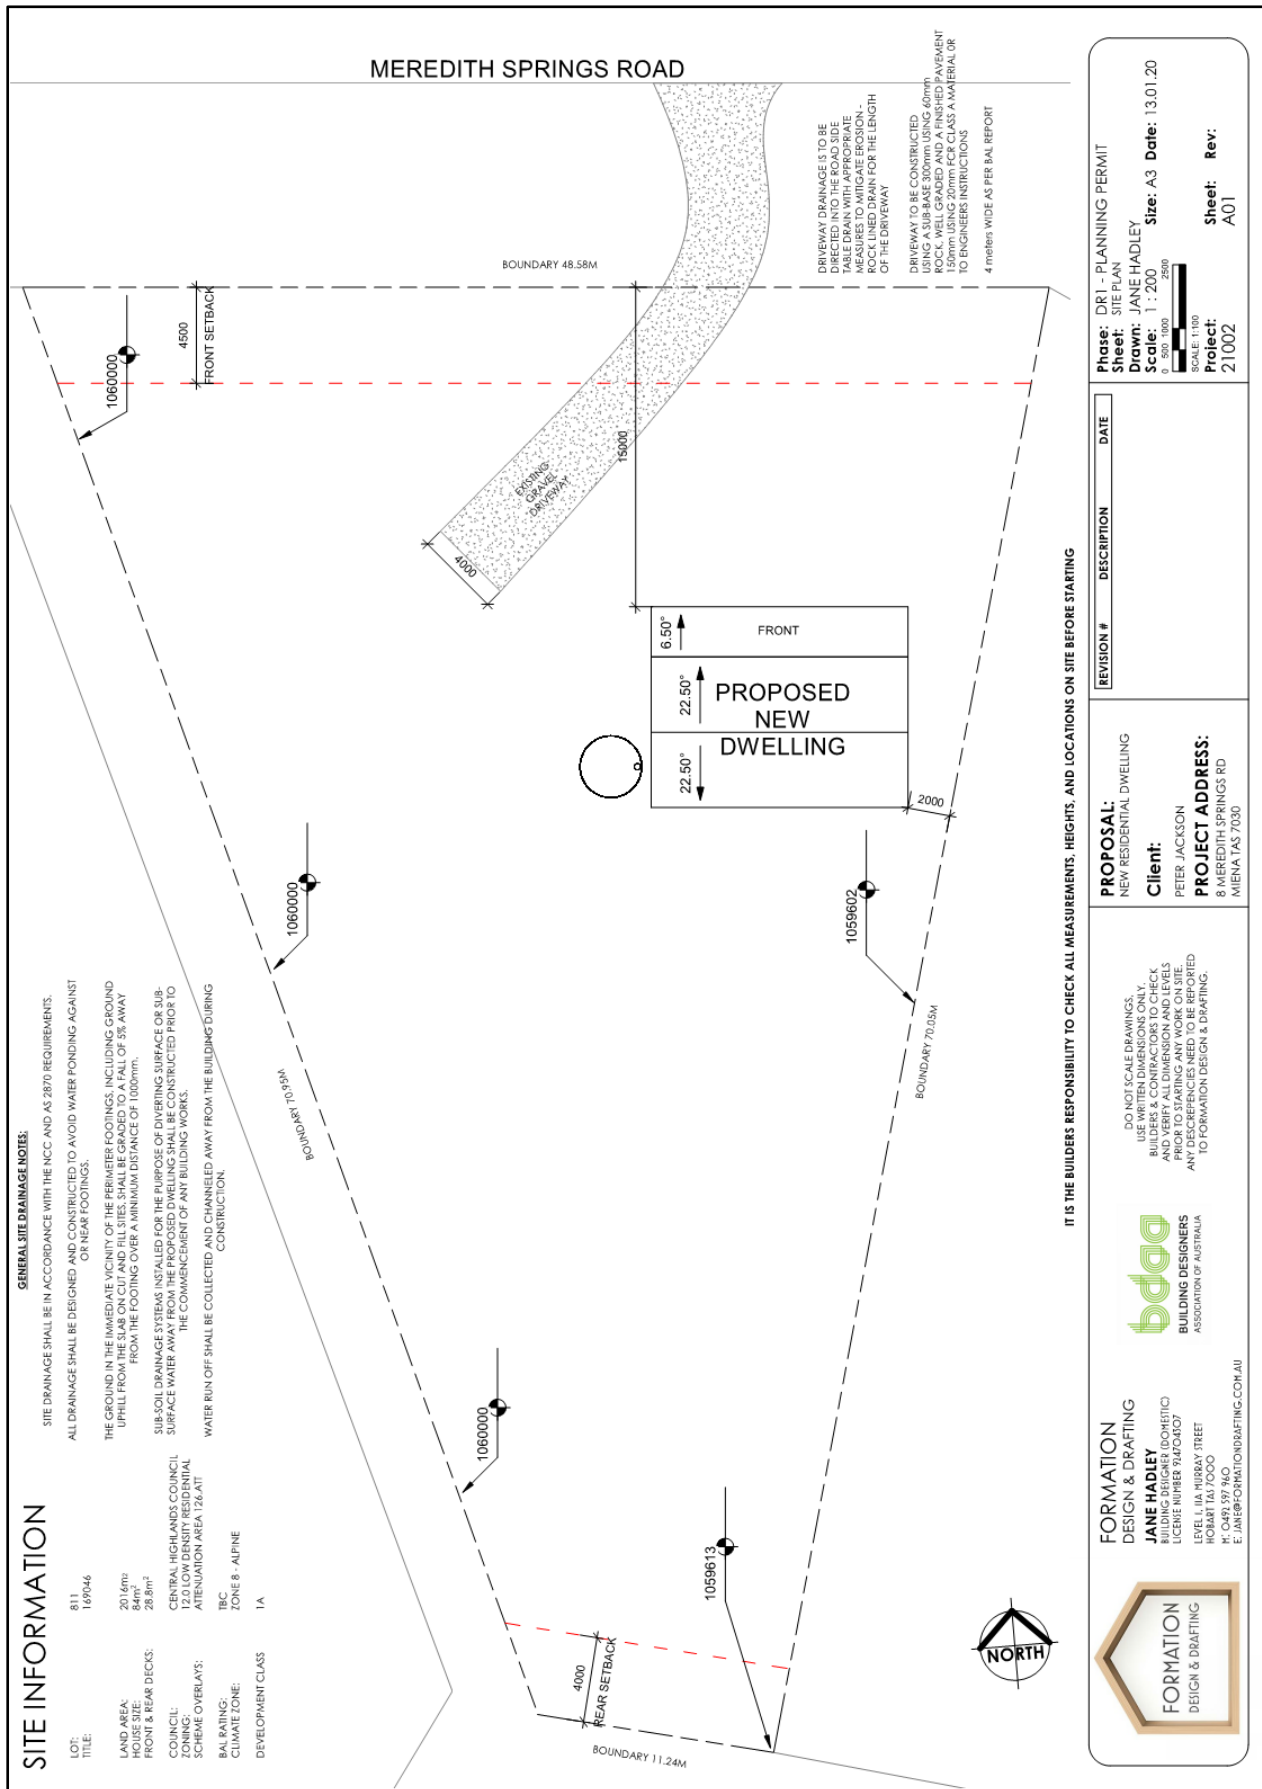 MEREDITH SPRINGS ROAD
DRIVEWAY DRAINAGE IS TO BE
DIRECTED INTO THE ROAD SIDE
TABLE DRAIN WITH APPROPRIATE
MEASURES TO MITIGATE EROSION -
ROCK LINED DRAIN FOR THE LENGTH
OF THE DRIVEWAY
DRIVEWAY TO BE CONSTRUCTED
USING A SUB-BASE 300mm USING 60mm
ROCK, WELL GRADED AND A FINISHED PAVEMENT
150mm USING 20mm FCR CLASS A MATERIAL OR
TO ENGINEERS INSTRUCTIONS
4 meters WIDE AS PER BAL REPORT
BOUNDARY 48.58M
4500
FRONT SETBACK
1060000
15000
EXISTING
GRAVEL
DRIVEWAY
4000
6.50°
FRONT
22.50°
PROPOSED
NEW
DWELLING
22.50°
2000
1060000
1059602
BOUNDARY 70.95M
BOUNDARY 70.05M
1060000
1059613
4000
REAR SETBACK
BOUNDARY 11.24M
NORTH
IT IS THE BUILDERS RESPONSIBILITY TO CHECK ALL MEASUREMENTS, HEIGHTS, AND LOCATIONS ON SITE BEFORE STARTING
SITE INFORMATION
LOT: 811
TITLE: 169046
LAND AREA: 2016m²
HOUSE SIZE: 84m²
FRONT & REAR DECKS: 28.8m²
COUNCIL: CENTRAL HIGHLANDS COUNCIL
ZONING: 12.0 LOW DENSITY RESIDENTIAL
SCHEME OVERLAYS: ATTENUATION AREA 126.ATT
BAL RATING: TBC
CLIMATE ZONE: ZONE 8 - ALPINE
DEVELOPMENT CLASS 1A
GENERAL SITE DRAINAGE NOTES:
SITE DRAINAGE SHALL BE IN ACCORDANCE WITH THE NCC AND AS 2870 REQUIREMENTS.
ALL DRAINAGE SHALL BE DESIGNED AND CONSTRUCTED TO AVOID WATER PONDING AGAINST
OR NEAR FOOTINGS.
THE GROUND IN THE IMMEDIATE VICINITY OF THE PERIMETER FOOTINGS, INCLUDING GROUND
UPHILL FROM THE SLAB ON CUT AND FILL SITES, SHALL BE GRADED TO A FALL OF 5% AWAY
FROM THE FOOTING OVER A MINIMUM DISTANCE OF 1000mm.
SUB-SOIL DRAINAGE SYSTEMS INSTALLED FOR THE PURPOSE OF DIVERTING SURFACE OR SUB-
SURFACE WATER AWAY FROM THE PROPOSED DWELLING SHALL BE CONSTRUCTED PRIOR TO
THE COMMENCEMENT OF ANY BUILDING WORKS.
WATER RUN OFF SHALL BE COLLECTED AND CHANNELED AWAY FROM THE BUILDING DURING
CONSTRUCTION.
FORMATION
DESIGN & DRAFTING
FORMATION
DESIGN & DRAFTING
JANE HADLEY
BUILDING DESIGNER (DOMESTIC)
LICENSE NUMBER 924704507
LEVEL 1, 11A MURRAY STREET
HOBART TAS 7000
M: 0492 597 960
E: JANE@FORMATIONDRAFTING.COM.AU
bdaa
BUILDING DESIGNERS
ASSOCIATION OF AUSTRALIA
DO NOT SCALE DRAWINGS,
USE WRITTEN DIMENSIONS ONLY.
BUILDERS & CONTRACTORS TO CHECK
AND VERIFY ALL DIMENSION AND LEVELS
PRIOR TO STARTING ANY WORK ON SITE.
ANY DESCREPENCIES NEED TO BE REPORTED
TO FORMATION DESIGN & DRAFTING.
PROPOSAL:
NEW RESIDENTIAL DWELLING
Client:
PETER JACKSON
PROJECT ADDRESS:
8 MEREDITH SPRINGS RD
MIENA TAS 7030
REVISION # DESCRIPTION DATE
Phase: DR1 - PLANNING PERMIT
Sheet: SITE PLAN
Drawn: JANE HADLEY
Scale: 1 : 200 Size: A3 Date: 13.01.20
0 500 1000 2500
SCALE: 1:100
Project: Sheet: Rev:
21002 A01